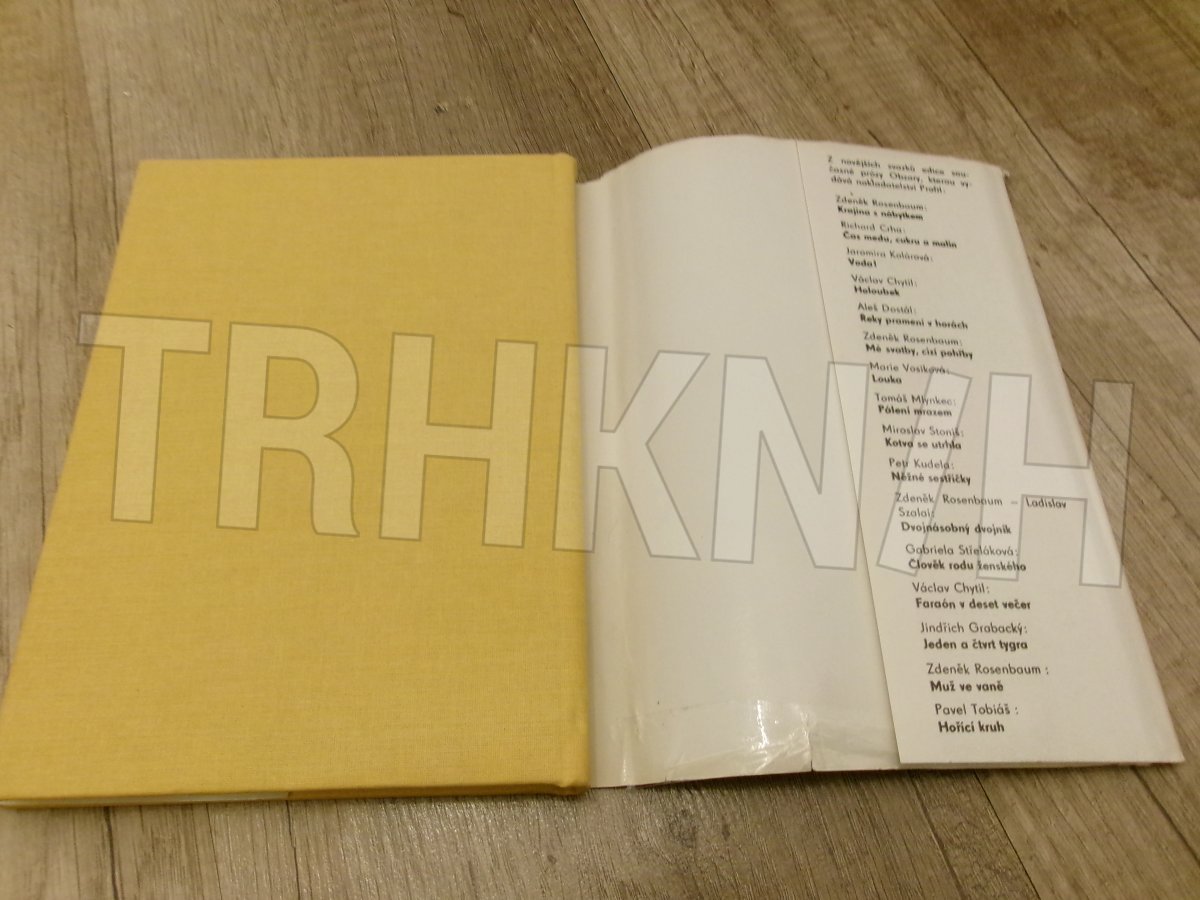 Z novějších svazků edice sou-
časné prózy Obzory, kterou vy-
dává nakladatelství Profil:
Zdeněk Rosenbaum:
Krajina s nábytkem
Richard Crha:
Čas medu, cukru a malin
Jaromíra Kolárová:
Voda!
Václav Chytil:
Holoubek
Aleš Dostál:
Řeky pramení v horách
Zdeněk Rosenbaum:
Mé svatby, cizí pohřby
Marie Vosiková:
Louka
Tomáš Mlynkec:
Pálení mrazem
Miroslav Stoniš:
Kotva se utrhla
Petr Kudela:
Něžné sestřičky
Zdeněk Rosenbaum – Ladislav
Szalai:
Dvojnásobný dvojník
Gabriela Střeláková:
Člověk rodu ženského
Václav Chytil:
Faraón v deset večer
Jindřich Grabacký:
Jeden a čtvrt tygra
Zdeněk Rosenbaum :
Muž ve vaně
Pavel Tobiáš :
Hořící kruh
TRHKN/H